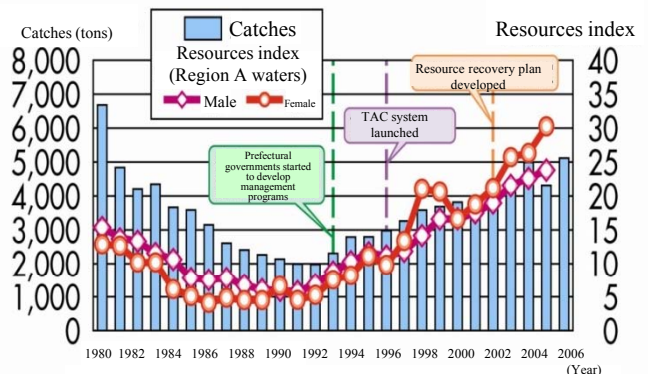 Catches (tons)
Resources index
Catches
Resources index
(Region A waters)
Male
Female
Resource recovery plan
developed
TAC system
launched
Prefectural
governments started
to develop
management
programs
8,000
7,000
6,000
5,000
4,000
3,000
2,000
1,000
0
40
35
30
25
20
15
10
5
0
1980 1982 1984 1986 1988 1990 1992 1994 1996 1998 2000 2002 2004 2006
(Year)